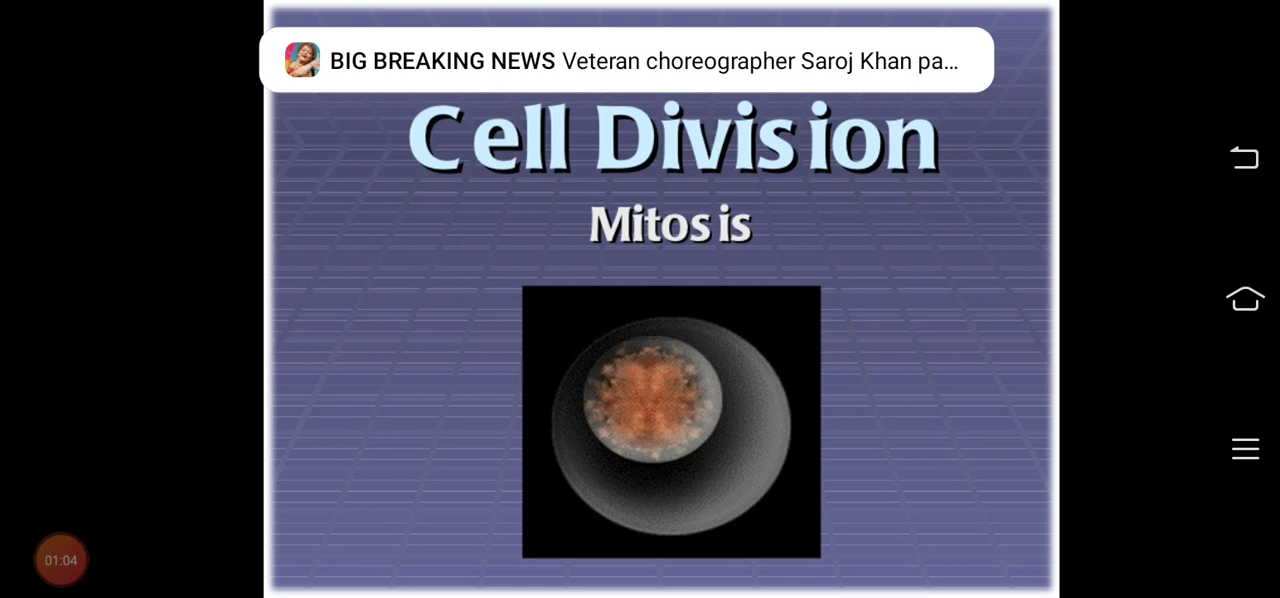 BIG BREAKING NEWS Veteran choreographer Saroj Khan pa...
Cell Division
Mitosis
01:04